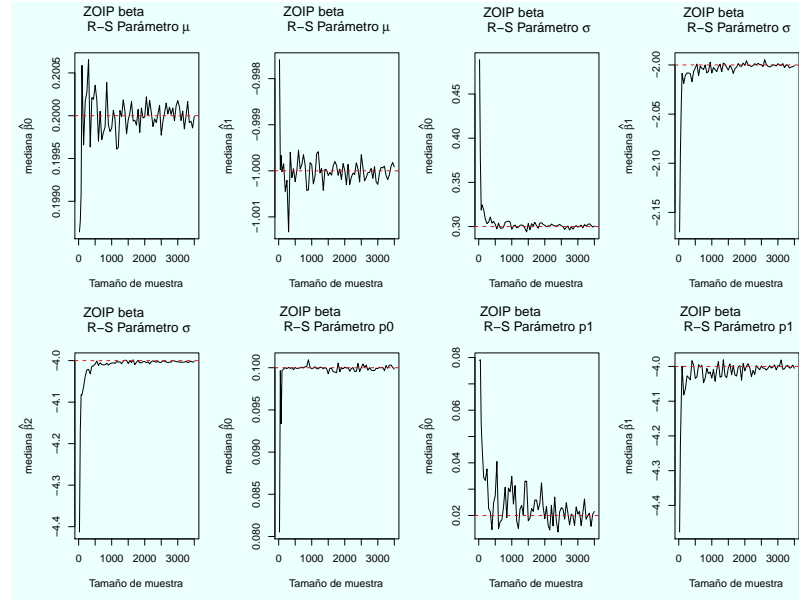 ZOIP beta
R−S Parámetro μ
mediana β̂0
0.1990
0.1995
0.2000
0.2005
0
1000
3000
Tamaño de muestra
ZOIP beta
R−S Parámetro μ
mediana β̂1
−1.001
−1.000
−0.999
−0.998
0
1000
3000
Tamaño de muestra
ZOIP beta
R−S Parámetro σ
mediana β̂0
0.30
0.35
0.40
0.45
0
1000
3000
Tamaño de muestra
ZOIP beta
R−S Parámetro σ
mediana β̂1
−2.15
−2.10
−2.05
−2.00
0
1000
3000
Tamaño de muestra
ZOIP beta
R−S Parámetro σ
mediana β̂2
−4.4
−4.3
−4.2
−4.1
−4.0
0
1000
3000
Tamaño de muestra
ZOIP beta
R−S Parámetro p0
mediana β̂0
0.080
0.085
0.090
0.095
0.100
0
1000
3000
Tamaño de muestra
ZOIP beta
R−S Parámetro p1
mediana β̂0
0.02
0.04
0.06
0.08
0
1000
3000
Tamaño de muestra
ZOIP beta
R−S Parámetro p1
mediana β̂1
−4.4
−4.3
−4.2
−4.1
−4.0
0
1000
3000
Tamaño de muestra